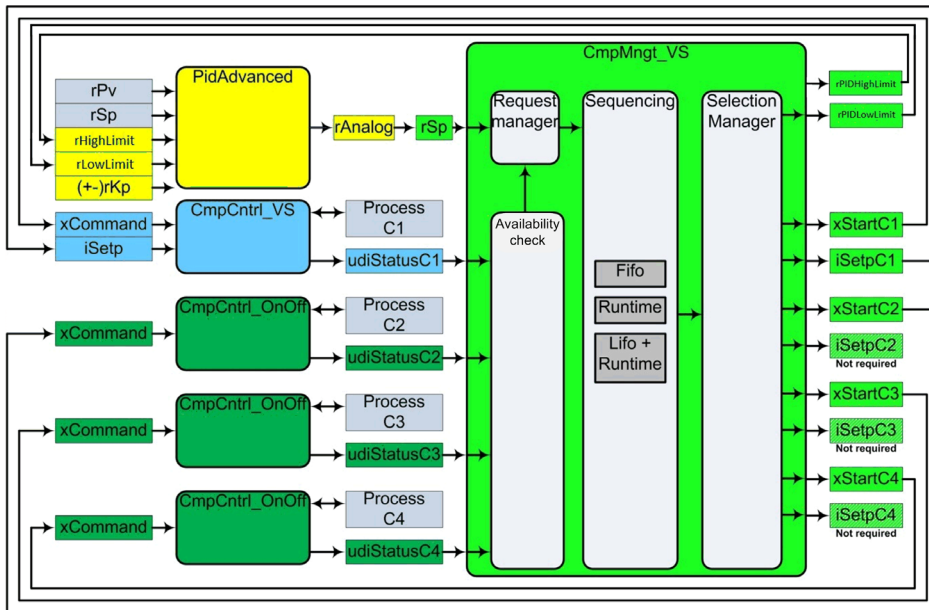 CmpMngt_VS
PidAdvanced
rPv
rSp
rHighLimit
rLowLimit
(+-)rKp
rAnalog
rSp
Request
manager
Sequencing
Selection
Manager
rPIDHighLimit
rPIDLowLimit
xCommand
iSetp
CmpCntrl_VS
Process
C1
udiStatusC1
Availability
check
xStartC1
iSetpC1
Fifo
Runtime
Lifo +
Runtime
xCommand
CmpCntrl_OnOff
Process
C2
udiStatusC2
xStartC2
iSetpC2
Not required
xCommand
CmpCntrl_OnOff
Process
C3
udiStatusC3
xStartC3
iSetpC3
Not required
xCommand
CmpCntrl_OnOff
Process
C4
udiStatusC4
xStartC4
iSetpC4
Not required